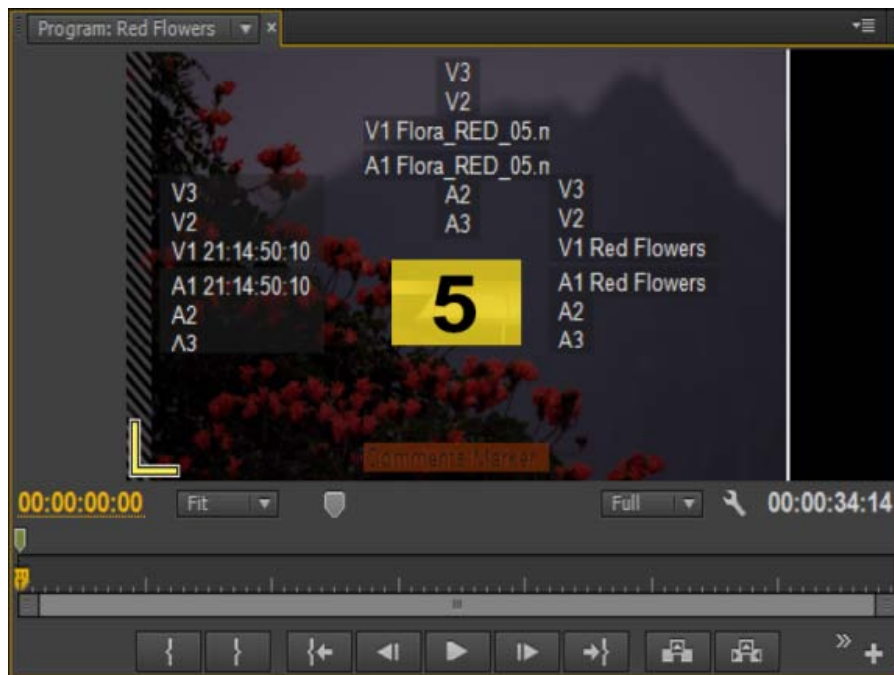 Program: Red Flowers
V3
V2
V1 Flora_RED_05.m
A1 Flora_RED_05.m
A2
A3
V3
V2
V1 21:14:50:10
A1 21:14:50:10
A2
A3
5
V3
V2
V1 Red Flowers
A1 Red Flowers
A2
A3
Comments Marker
00:00:00:00
Fit
Full
00:00:34:14